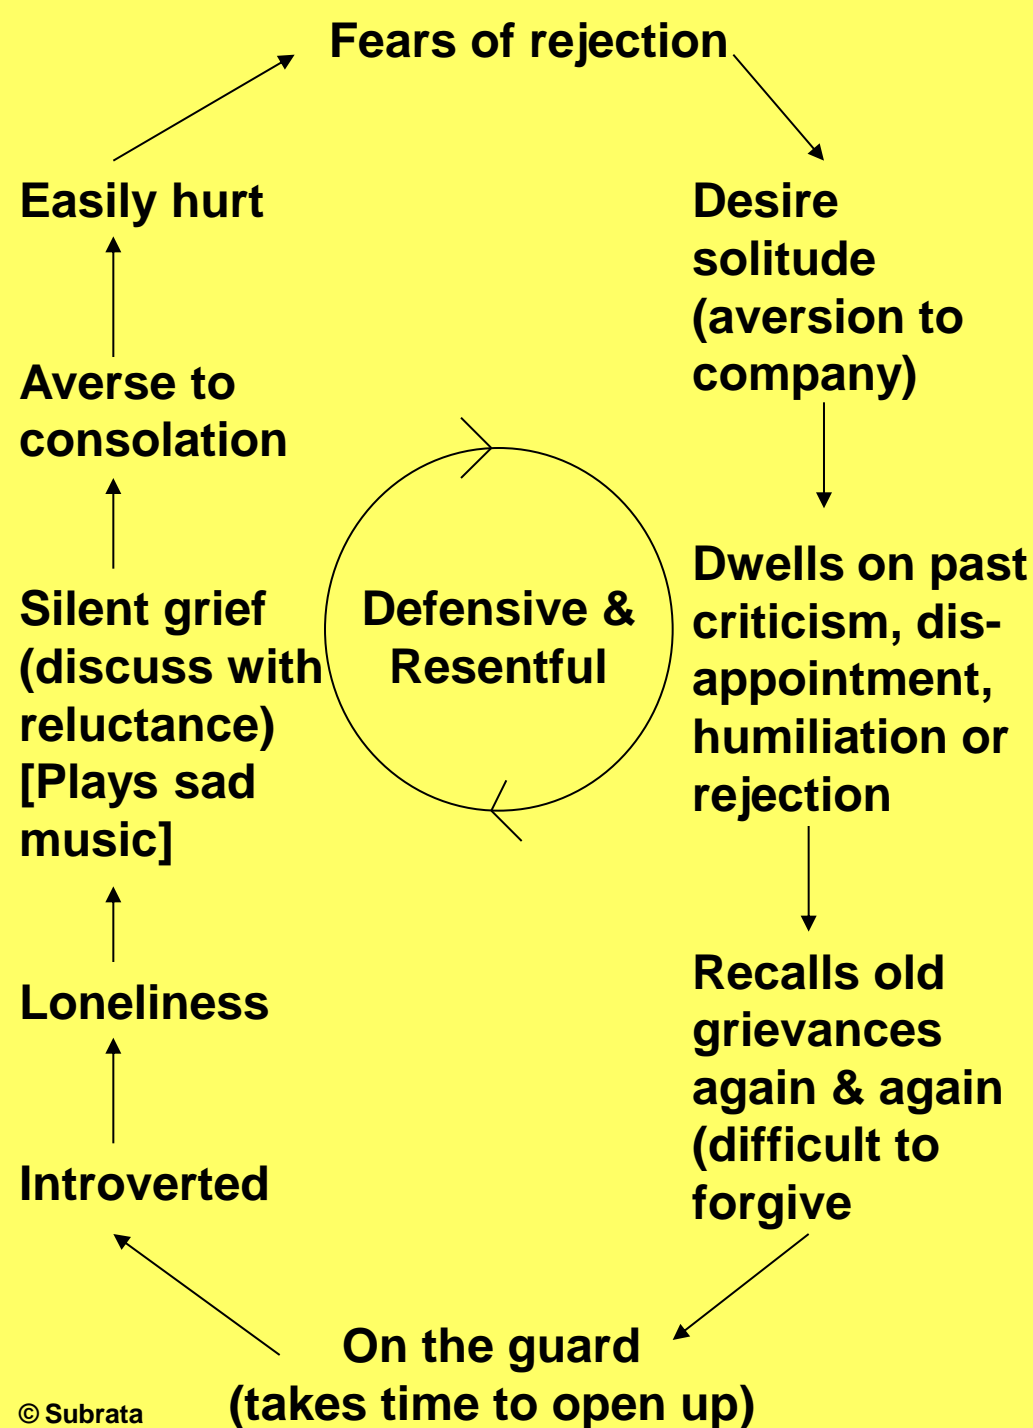 Fears of rejection
Desire
solitude
(aversion to
company)
Dwells on past
criticism, dis-
appointment,
humiliation or
rejection
Recalls old
grievances
again & again
(difficult to
forgive
On the guard
(takes time to open up)
Introverted
Loneliness
Silent grief
(discuss with
reluctance)
[Plays sad
music]
Averse to
consolation
Easily hurt
Defensive &
Resentful
© Subrata